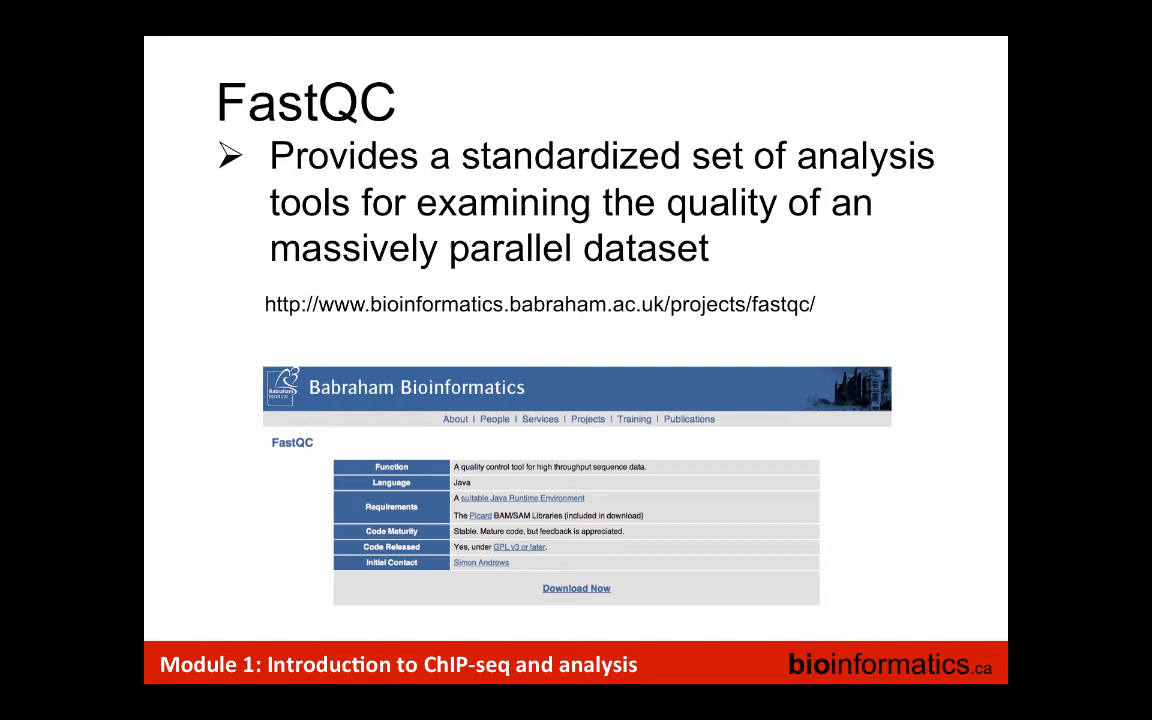 FastQC
➢ Provides a standardized set of analysis
tools for examining the quality of an
massively parallel dataset
http://www.bioinformatics.babraham.ac.uk/projects/fastqc/
Babraham Institute
Babraham Bioinformatics
About | People | Services | Projects | Training | Publications
FastQC
Function A quality control tool for high throughput sequence data.
Language Java
Requirements A suitable Java Runtime Environment
The Picard BAM/SAM Libraries (included in download)
Code Maturity Stable. Mature code, but feedback is appreciated.
Code Released Yes, under GPL v3 or later.
Initial Contact Simon Andrews
Download Now
Module 1: Introduction to ChIP-seq and analysis
bioinformatics.ca